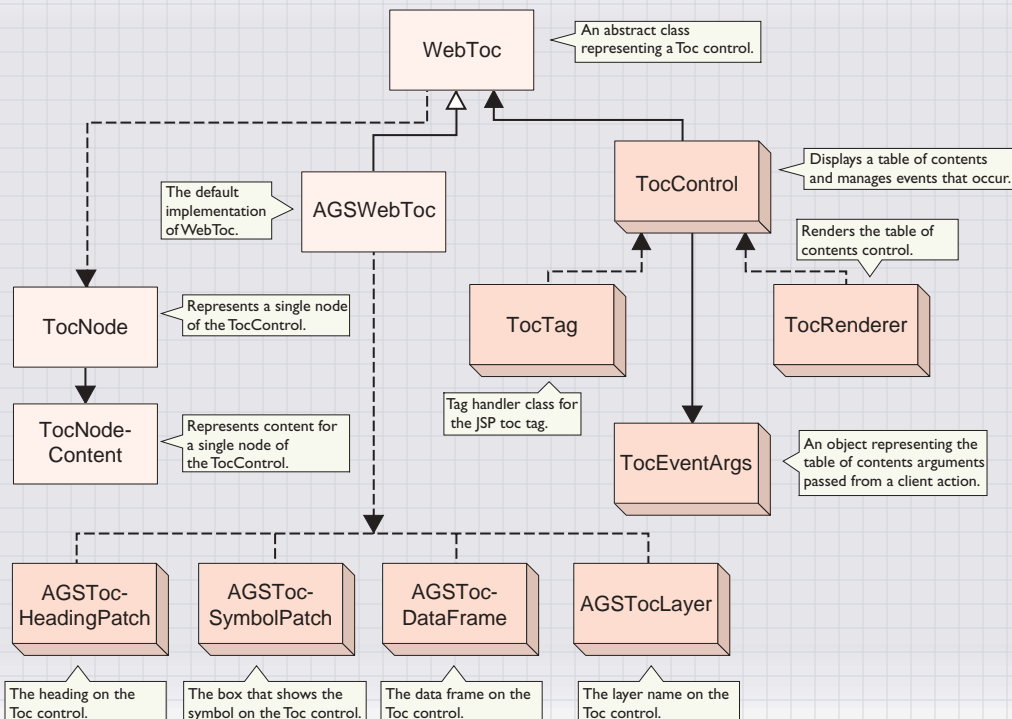 WebToc
An abstract class
representing a Toc control.
The default
implementation
of WebToc.
AGSWebToc
TocControl
Displays a table of contents
and manages events that occur.
Renders the table of
contents control.
TocNode
Represents a single node
of the TocControl.
TocTag
TocRenderer
Tag handler class for
the JSP toc tag.
TocNode-
Content
Represents content for
a single node of
the TocControl.
TocEventArgs
An object representing the
table of contents arguments
passed from a client action.
AGSToc-
HeadingPatch
AGSToc-
SymbolPatch
AGSToc-
DataFrame
AGSTocLayer
The heading on the
Toc control.
The box that shows the
symbol on the Toc control.
The data frame on the
Toc control.
The layer name on the
Toc control.